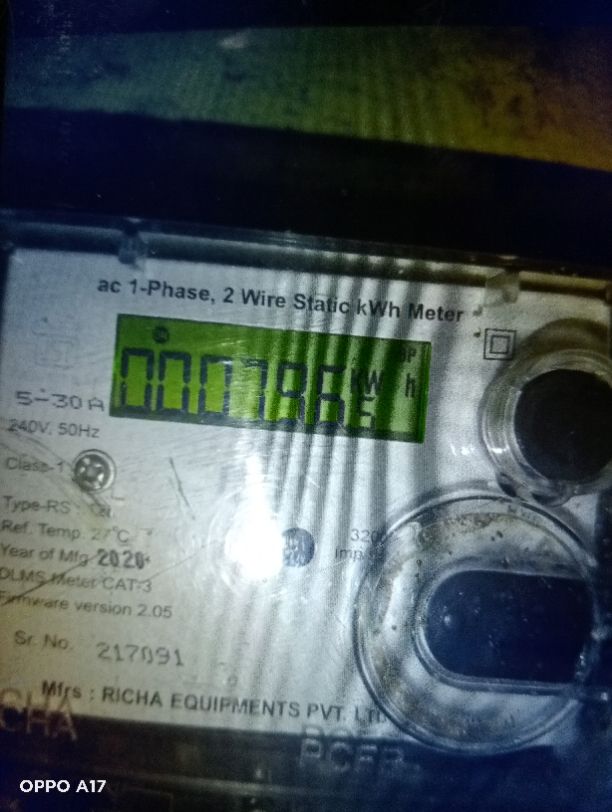 ac 1-Phase, 2 Wire Static kWh Meter
kW h
5-30A
240V, 50Hz
Class-1
Type-RS
Ref. Temp. 27°C
Year of Mfg 2020
DLMS Meter CAT-3
Firmware version 2.05
Sr. No. 217091
Mfrs : RICHA EQUIPMENTS PVT. LTD.
OPPO A17